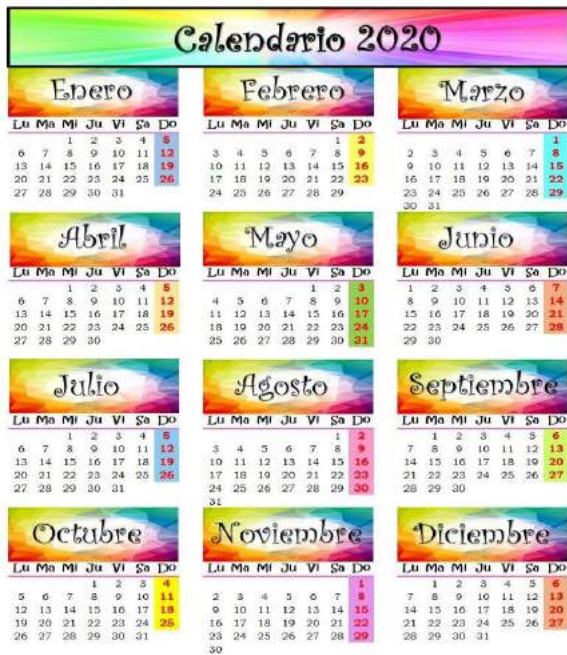 Calendario 2020
Enero
Lu Ma Mi Ju Vi Sa Do
1 2 3 4 5
6 7 8 9 10 11 12
13 14 15 16 17 18 19
20 21 22 23 24 25 26
27 28 29 30 31
Febrero
Lu Ma Mi Ju Vi Sa Do
1 2
3 4 5 6 7 8 9
10 11 12 13 14 15 16
17 18 19 20 21 22 23
24 25 26 27 28 29
Marzo
Lu Ma Mi Ju Vi Sa Do
1
2 3 4 5 6 7 8
9 10 11 12 13 14 15
16 17 18 19 20 21 22
23 24 25 26 27 28 29
30 31
Abril
Lu Ma Mi Ju Vi Sa Do
1 2 3 4 5
6 7 8 9 10 11 12
13 14 15 16 17 18 19
20 21 22 23 24 25 26
27 28 29 30
Mayo
Lu Ma Mi Ju Vi Sa Do
1 2 3
4 5 6 7 8 9 10
11 12 13 14 15 16 17
18 19 20 21 22 23 24
25 26 27 28 29 30 31
Junio
Lu Ma Mi Ju Vi Sa Do
1 2 3 4 5 6 7
8 9 10 11 12 13 14
15 16 17 18 19 20 21
22 23 24 25 26 27 28
29 30
Julio
Lu Ma Mi Ju Vi Sa Do
1 2 3 4 5
6 7 8 9 10 11 12
13 14 15 16 17 18 19
20 21 22 23 24 25 26
27 28 29 30 31
Agosto
Lu Ma Mi Ju Vi Sa Do
1 2
3 4 5 6 7 8 9
10 11 12 13 14 15 16
17 18 19 20 21 22 23
24 25 26 27 28 29 30
31
Septiembre
Lu Ma Mi Ju Vi Sa Do
1 2 3 4 5 6
7 8 9 10 11 12 13
14 15 16 17 18 19 20
21 22 23 24 25 26 27
28 29 30
Octubre
Lu Ma Mi Ju Vi Sa Do
1 2 3 4
5 6 7 8 9 10 11
12 13 14 15 16 17 18
19 20 21 22 23 24 25
26 27 28 29 30 31
Noviembre
Lu Ma Mi Ju Vi Sa Do
1
2 3 4 5 6 7 8
9 10 11 12 13 14 15
16 17 18 19 20 21 22
23 24 25 26 27 28 29
30
Diciembre
Lu Ma Mi Ju Vi Sa Do
1 2 3 4 5 6
7 8 9 10 11 12 13
14 15 16 17 18 19 20
21 22 23 24 25 26 27
28 29 30 31